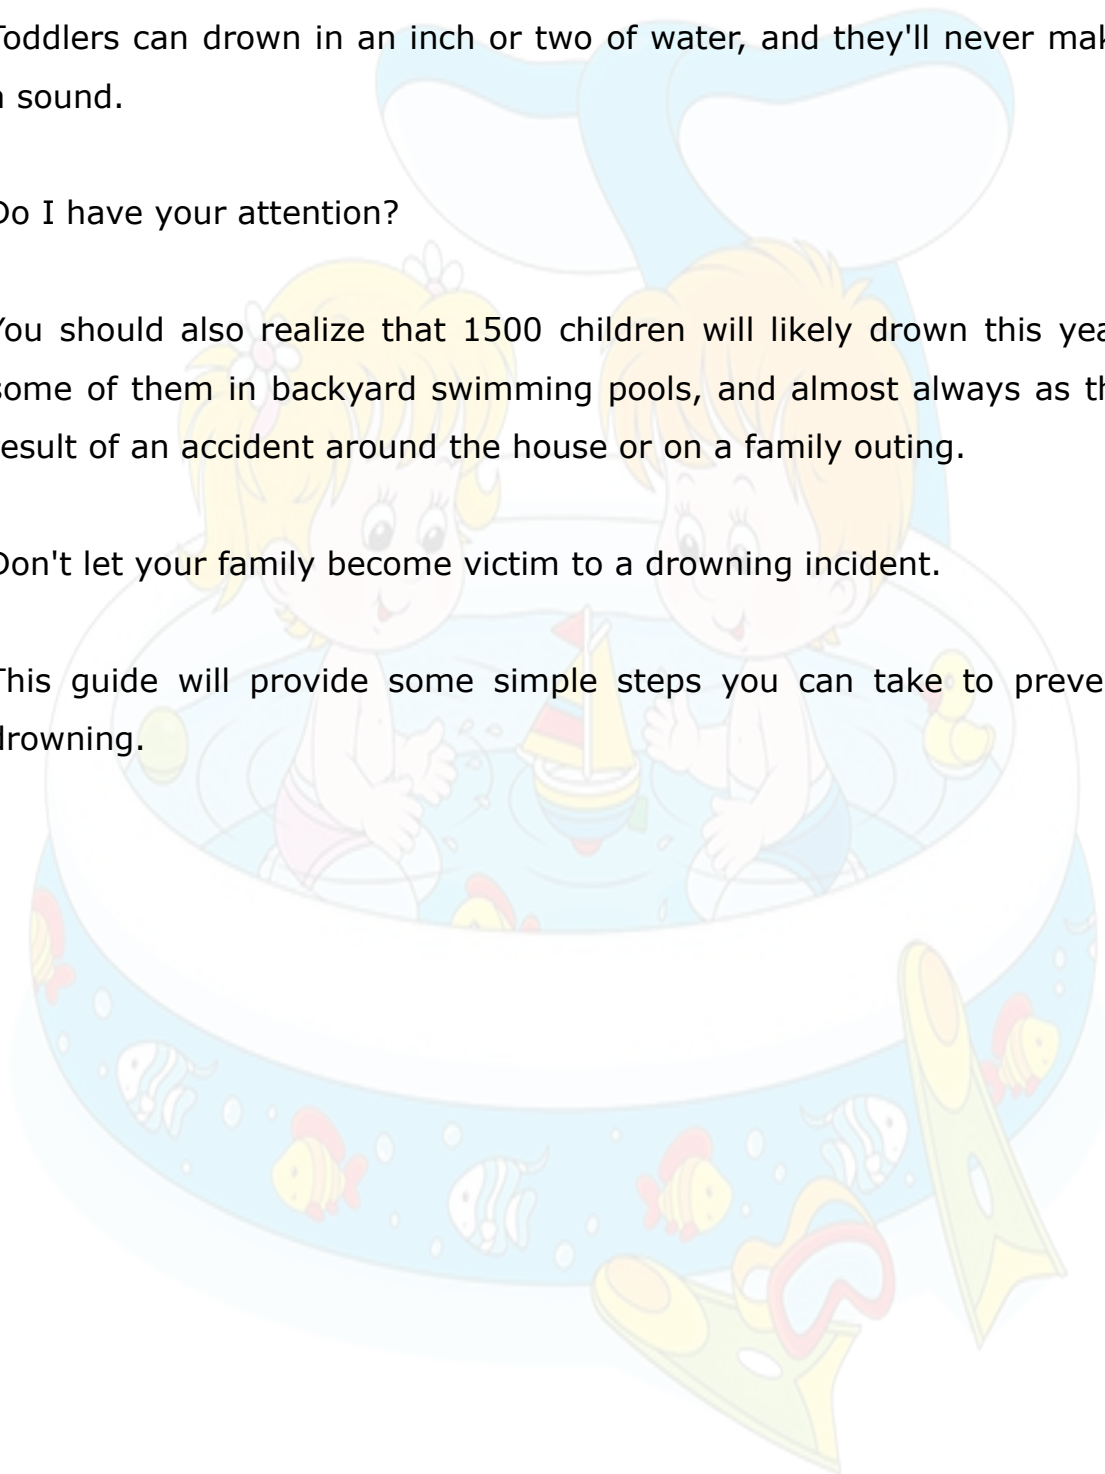 Toddlers can drown in an inch or two of water, and they'll never mak
a sound.
Do I have your attention?
You should also realize that 1500 children will likely drown this yea
some of them in backyard swimming pools, and almost always as th
result of an accident around the house or on a family outing.
Don't let your family become victim to a drowning incident.
This guide will provide some simple steps you can take to preve
drowning.